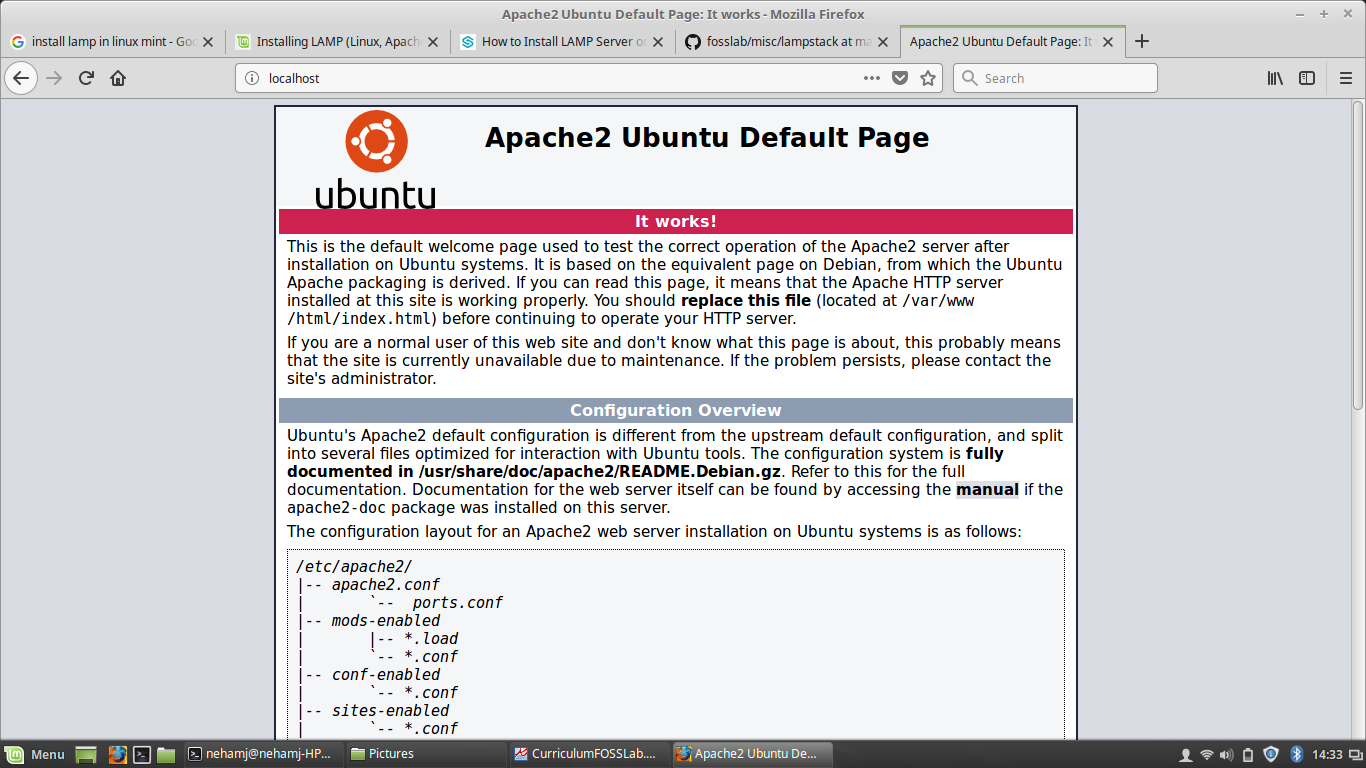 Apache2 Ubuntu Default Page: It works - Mozilla Firefox
install lamp in linux mint - Goo
Installing LAMP (Linux, Apach
How to Install LAMP Server o
fosslab/misc/lampstack at ma
Apache2 Ubuntu Default Page: It
localhost
Search
ubuntu
Apache2 Ubuntu Default Page
It works!
This is the default welcome page used to test the correct operation of the Apache2 server after
installation on Ubuntu systems. It is based on the equivalent page on Debian, from which the Ubuntu
Apache packaging is derived. If you can read this page, it means that the Apache HTTP server
installed at this site is working properly. You should replace this file (located at /var/www
/html/index.html) before continuing to operate your HTTP server.
If you are a normal user of this web site and don't know what this page is about, this probably means
that the site is currently unavailable due to maintenance. If the problem persists, please contact the
site's administrator.
Configuration Overview
Ubuntu's Apache2 default configuration is different from the upstream default configuration, and split
into several files optimized for interaction with Ubuntu tools. The configuration system is fully
documented in /usr/share/doc/apache2/README.Debian.gz. Refer to this for the full
documentation. Documentation for the web server itself can be found by accessing the manual if the
apache2-doc package was installed on this server.
The configuration layout for an Apache2 web server installation on Ubuntu systems is as follows:
/etc/apache2/
|-- apache2.conf
|       `--  ports.conf
|-- mods-enabled
|       |-- *.load
|       `-- *.conf
|-- conf-enabled
|       `-- *.conf
|-- sites-enabled
|       `-- *.conf
Menu
nehamj@nehamj-HP...
Pictures
CurriculumFOSSLab....
Apache2 Ubuntu De...
14:33